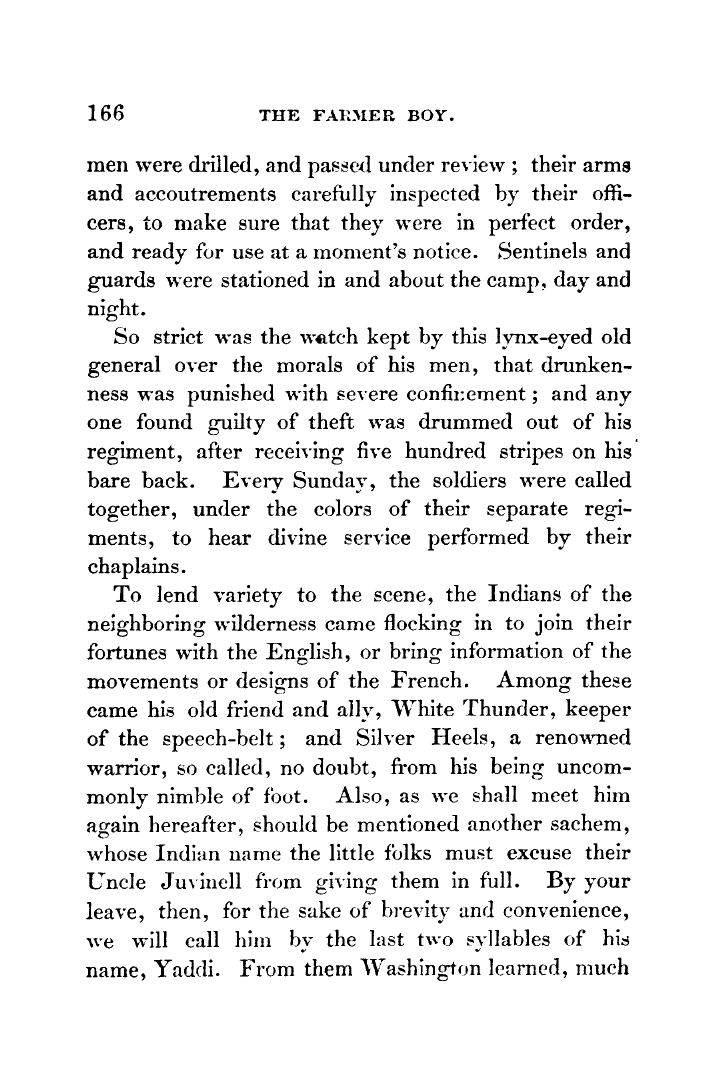 166 THE FARMER BOY.
men were drilled, and passed under review ; their arms
and accoutrements carefully inspected by their offi-
cers, to make sure that they were in perfect order,
and ready for use at a moment's notice. Sentinels and
guards were stationed in and about the camp, day and
night.
So strict was the watch kept by this lynx-eyed old
general over the morals of his men, that drunken-
ness was punished with severe confinement ; and any
one found guilty of theft was drummed out of his
regiment, after receiving five hundred stripes on his
bare back. Every Sunday, the soldiers were called
together, under the colors of their separate regi-
ments, to hear divine service performed by their
chaplains.
To lend variety to the scene, the Indians of the
neighboring wilderness came flocking in to join their
fortunes with the English, or bring information of the
movements or designs of the French. Among these
came his old friend and ally, White Thunder, keeper
of the speech-belt ; and Silver Heels, a renowned
warrior, so called, no doubt, from his being uncom-
monly nimble of foot. Also, as we shall meet him
again hereafter, should be mentioned another sachem,
whose Indian name the little folks must excuse their
Uncle Juvinell from giving them in full. By your
leave, then, for the sake of brevity and convenience,
we will call him by the last two syllables of his
name, Yaddi. From them Washington learned, much